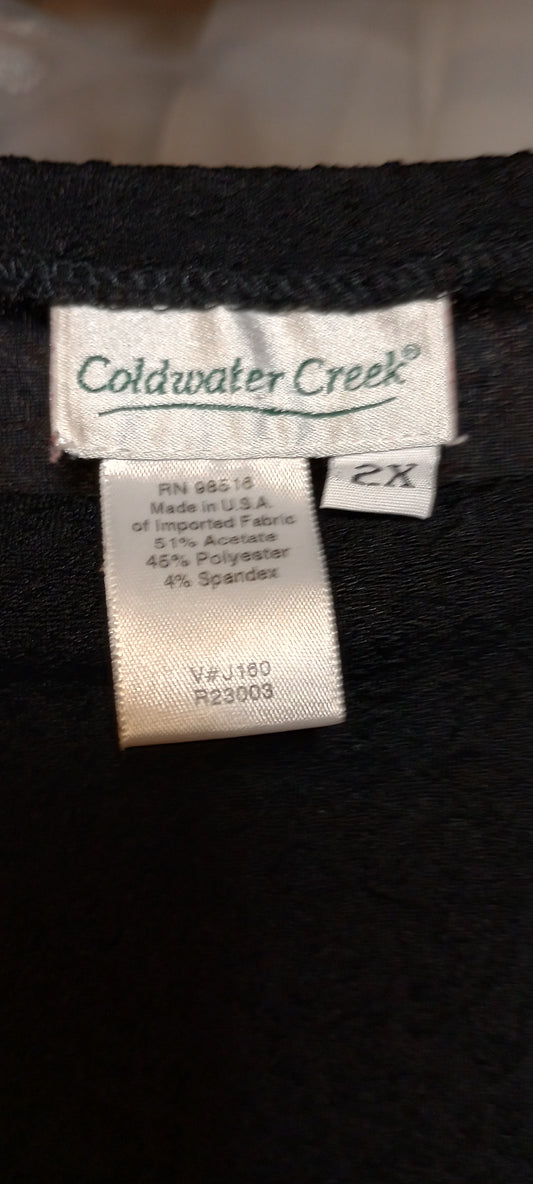 Coldwater Creek®
2X
RN 98516
Made in U.S.A.
of Imported Fabric
51% Acetate
45% Polyester
4% Spandex
V#J160
R23003